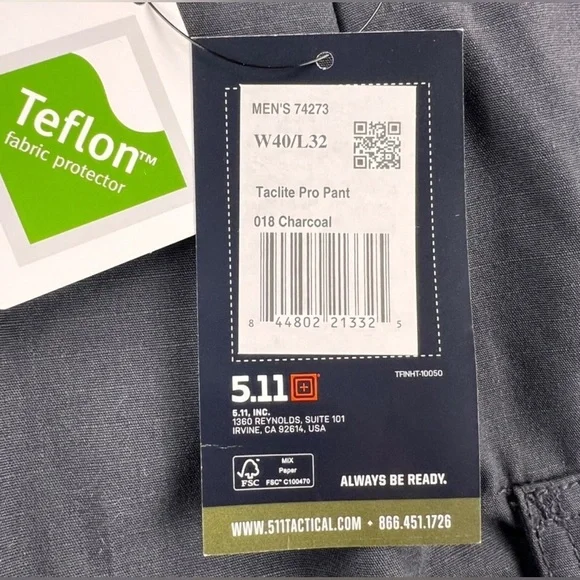 Teflon™
fabric protector
MEN'S 74273
W40/L32
Taclite Pro Pant
018 Charcoal
8 44802 21332 5
5.11
TFINHT-10050
5.11, INC.
1360 REYNOLDS, SUITE 101
IRVINE, CA 92614, USA
FSC
MIX
Paper
FSC™ C100470
ALWAYS BE READY.
WWW.511TACTICAL.COM • 866.451.1726